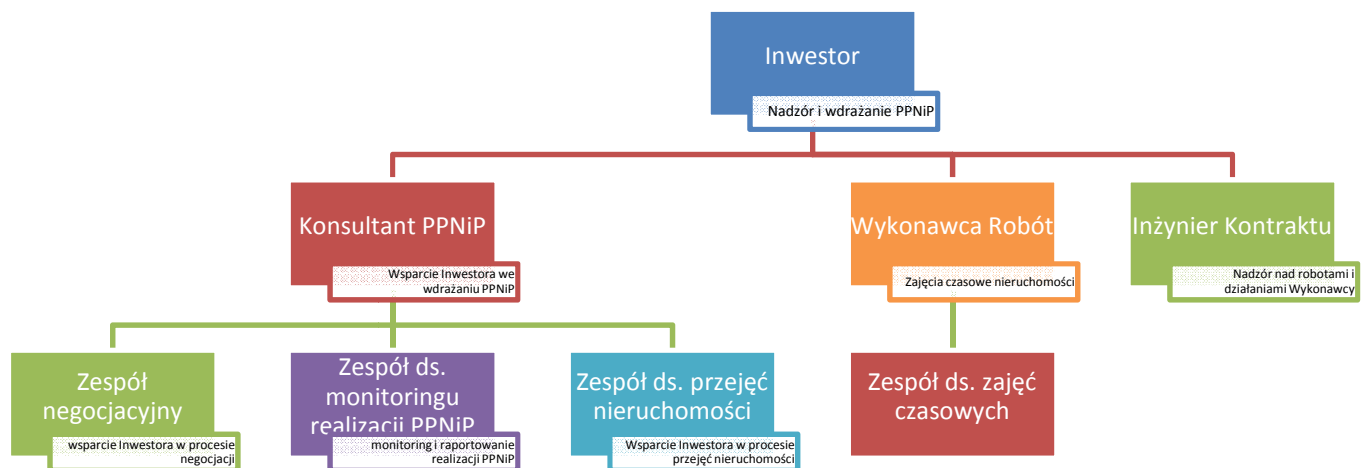 Inwestor
Nadzór i wdrażanie PPNiP
Konsultant PPNiP
Wsparcie Inwestora we
wdrażaniu PPNiP
Wykonawca Robót
Zajęcia czasowe nieruchomości
Inżynier Kontraktu
Nadzór nad robotami i
działaniami Wykonawcy
Zespół
negocjacyjny
wsparcie Inwestora w procesie
negocjacji
Zespół ds.
monitoringu
realizacji PPNiP
monitoring i raportowanie
realizacji PPNiP
Zespół ds. przejęć
nieruchomości
Wsparcie Inwestora w procesie
przejęć nieruchomości
Zespół ds. zajęć
czasowych